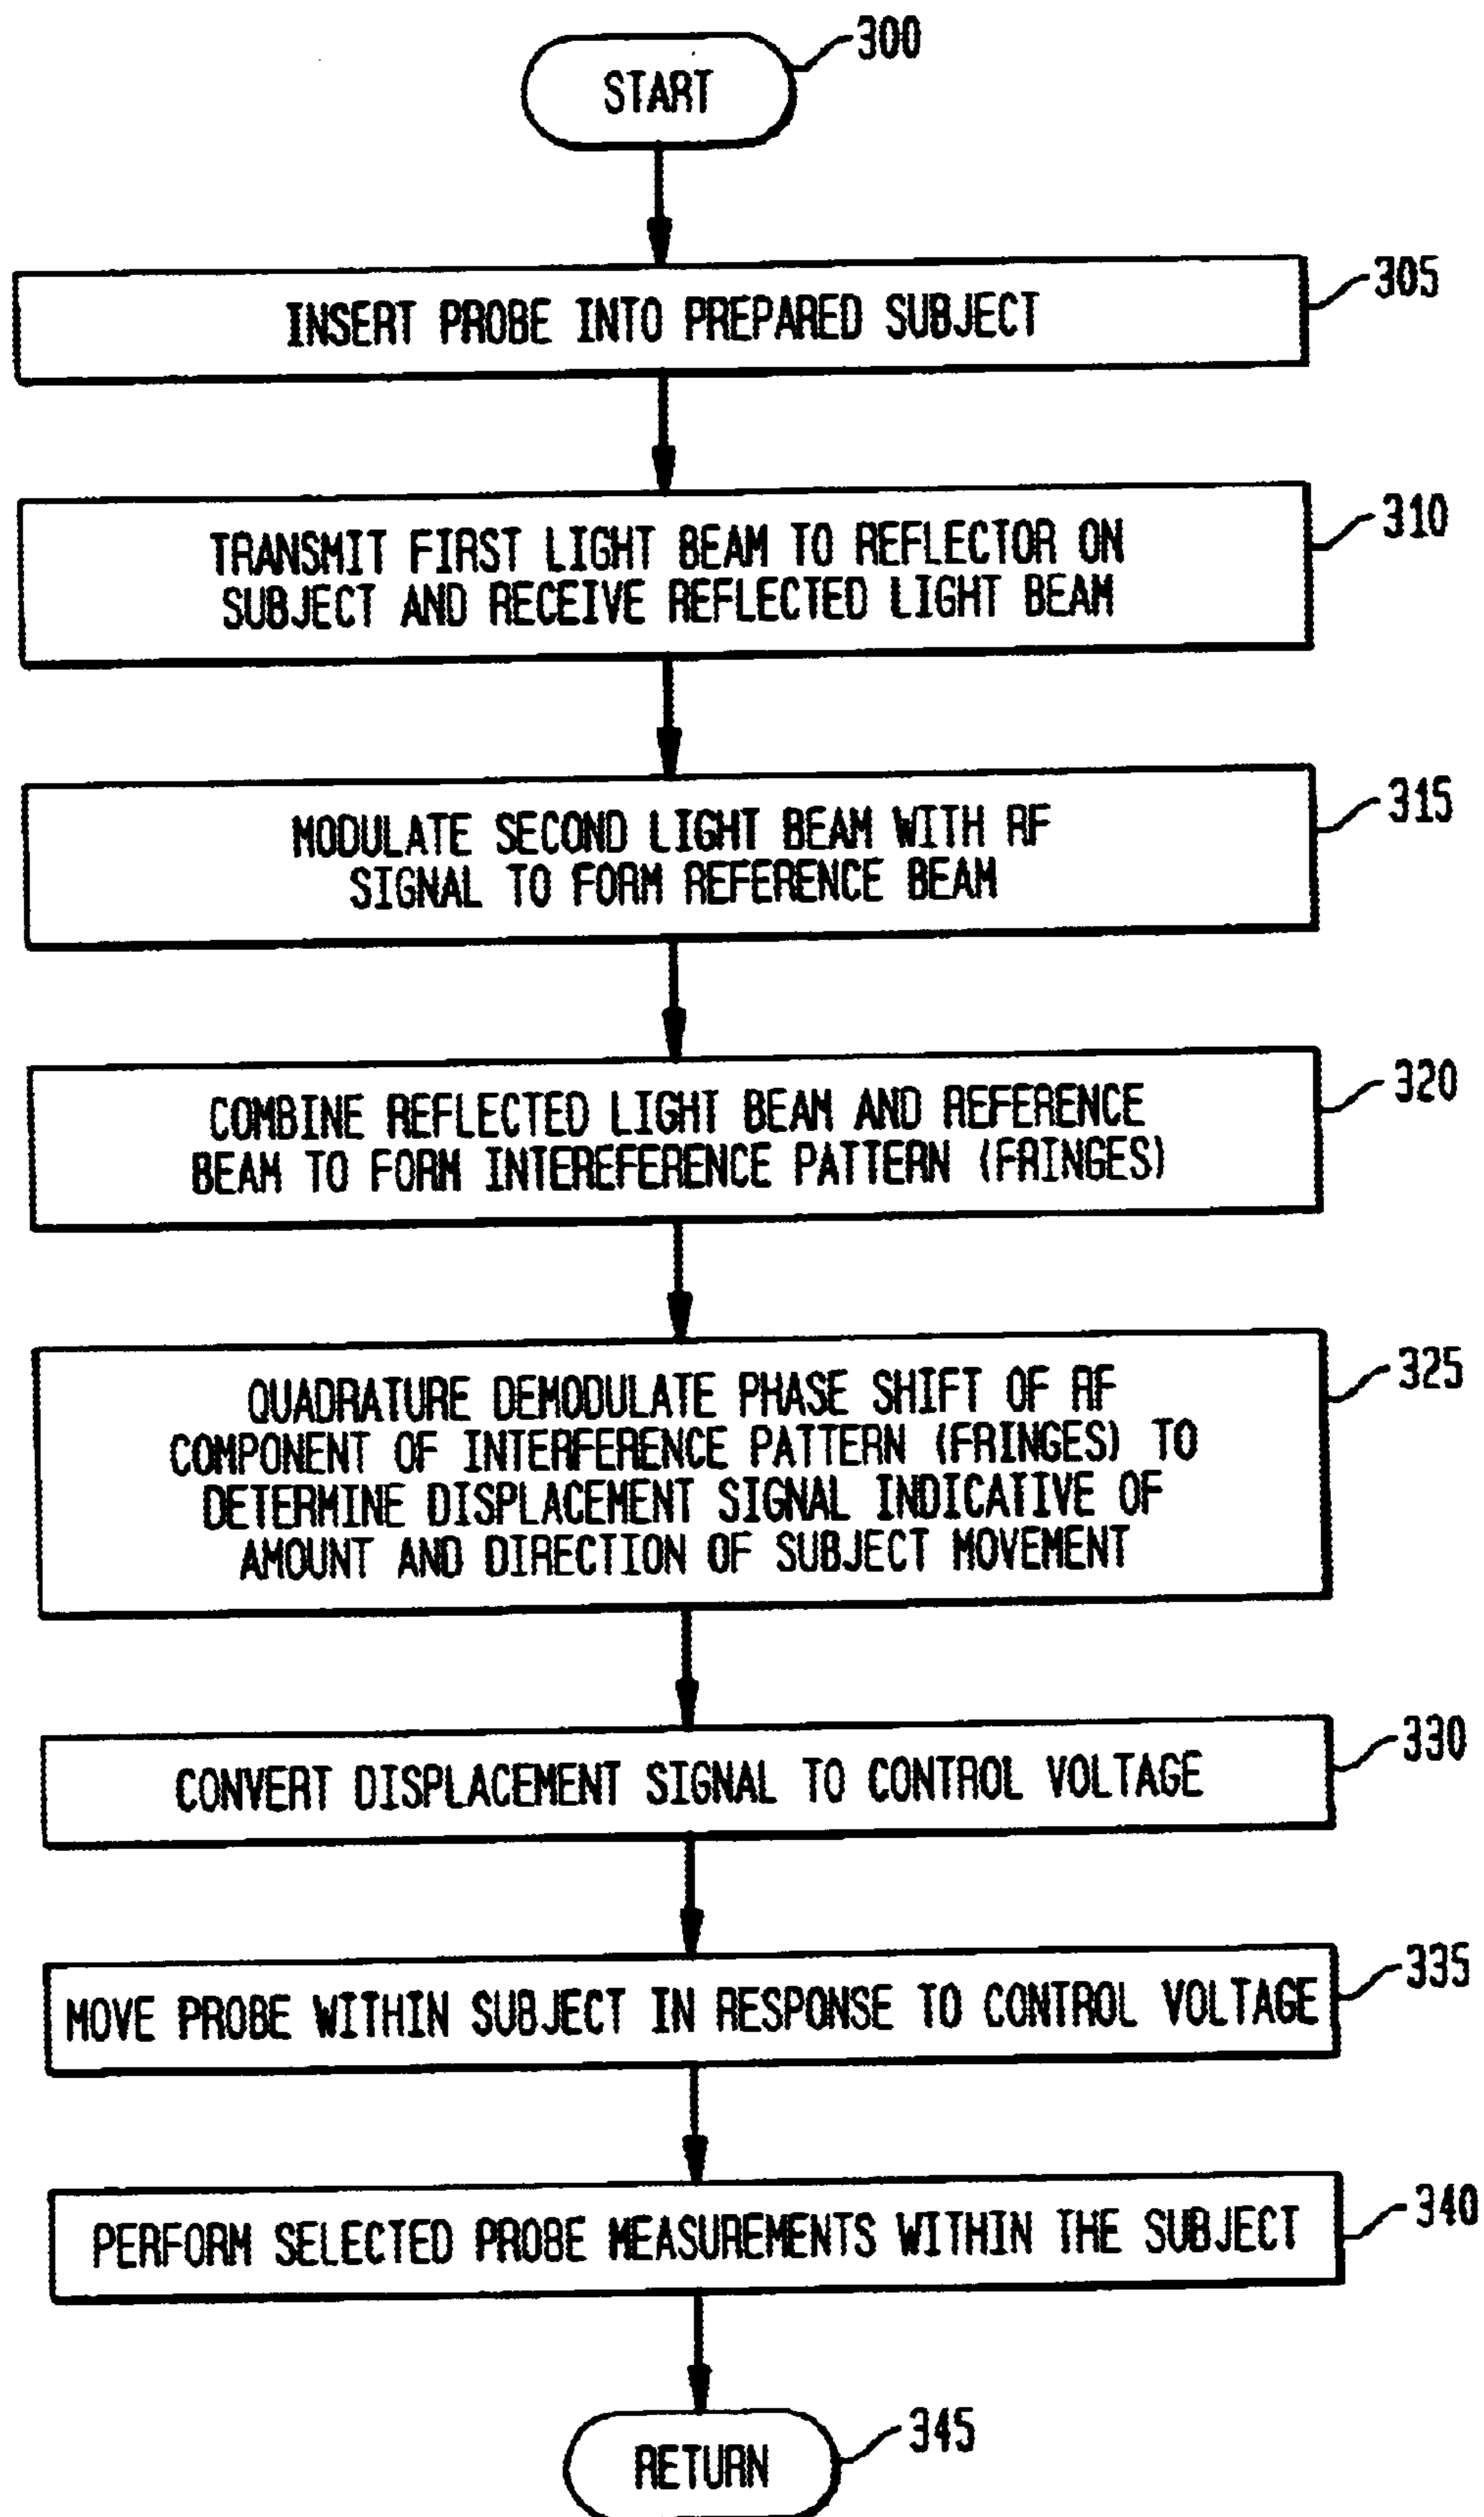 300
START
305
INSERT PROBE INTO PREPARED SUBJECT
310
TRANSMIT FIRST LIGHT BEAM TO REFLECTOR ON
SUBJECT AND RECEIVE REFLECTED LIGHT BEAM
315
MODULATE SECOND LIGHT BEAM WITH RF
SIGNAL TO FORM REFERENCE BEAM
320
COMBINE REFLECTED LIGHT BEAM AND REFERENCE
BEAM TO FORM INTEREFERENCE PATTERN (FRINGES)
325
QUADRATURE DEMODULATE PHASE SHIFT OF RF
COMPONENT OF INTERFERENCE PATTERN (FRINGES) TO
DETERMINE DISPLACEMENT SIGNAL INDICATIVE OF
AMOUNT AND DIRECTION OF SUBJECT MOVEMENT
330
CONVERT DISPLACEMENT SIGNAL TO CONTROL VOLTAGE
335
MOVE PROBE WITHIN SUBJECT IN RESPONSE TO CONTROL VOLTAGE
340
PERFORM SELECTED PROBE MEASUREMENTS WITHIN THE SUBJECT
345
RETURN